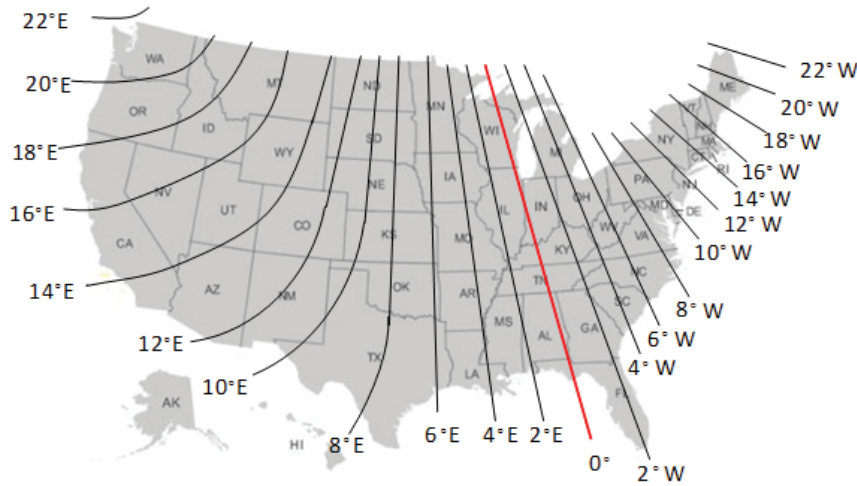 22°E
20°E
18°E
16°E
14°E
12°E
10°E
8°E
6°E
4°E
2°E
0°
2° W
4° W
6° W
8° W
10° W
12° W
14° W
16° W
18° W
20° W
22° W
WA
OR
CA
NV
ID
MT
WY
UT
AZ
CO
NM
ND
SD
NE
KS
OK
TX
MN
IA
MO
AR
LA
WI
IL
MS
MI
IN
OH
KY
TN
AL
GA
FL
SC
NC
VA
WV
PA
NY
VT
NH
MA
CT
RI
NJ
DE
MD
ME
AK
HI